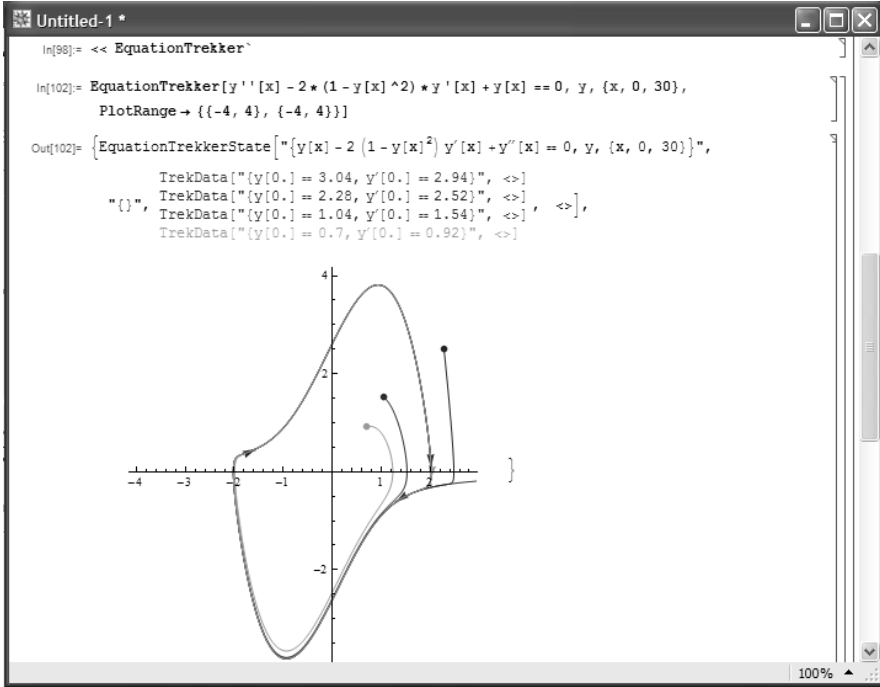 Untitled-1 *
In[98]:= << EquationTrekker`
In[102]:= EquationTrekker[y''[x] - 2 * (1 - y[x] ^2) * y '[x] + y[x] == 0, y, {x, 0, 30},
PlotRange → {{-4, 4}, {-4, 4}}]
Out[102]= {EquationTrekkerState["{y[x] - 2 (1 - y[x]²) y′[x] + y″[x] == 0, y, {x, 0, 30}}",
TrekData["{y[0.] == 3.04, y′[0.] == 2.94}", <>]
TrekData["{y[0.] == 2.28, y′[0.] == 2.52}", <>]
"{}", TrekData["{y[0.] == 1.04, y′[0.] == 1.54}", <>] , <>],
TrekData["{y[0.] == 0.7, y′[0.] == 0.92}", <>]
4
2
-4 -3 -2 -1 1 2 }
-2
100%